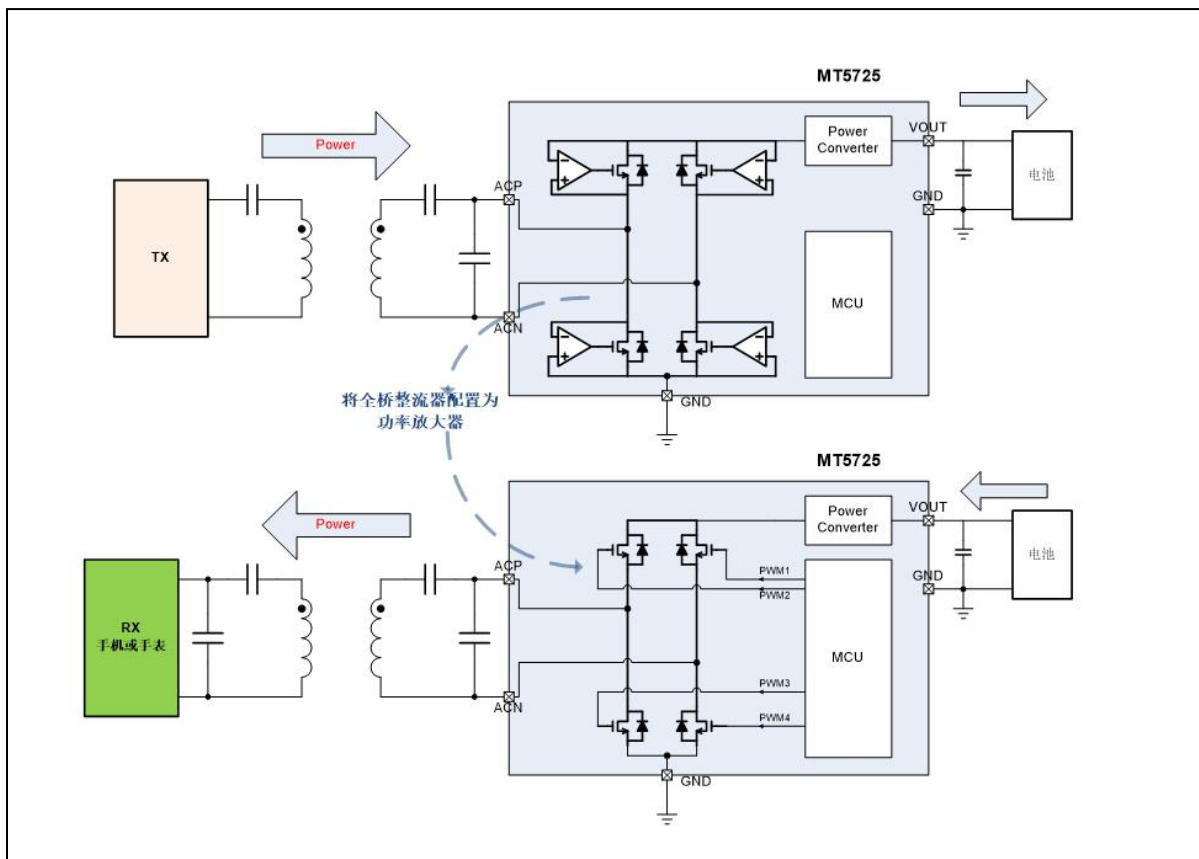 MT5725
Power
TX
ACP
ACN
Power
Converter
VOUT
GND
电池
MCU
GND
将全桥整流器配置为
功率放大器
MT5725
Power
RX
手机或手表
ACP
ACN
Power
Converter
VOUT
GND
电池
PWM1
PWM2
PWM3
PWM4
MCU
GND